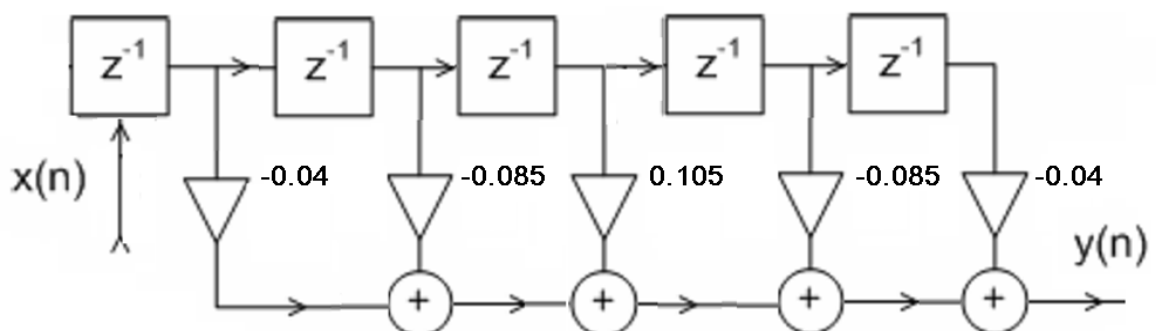 z⁻¹ z⁻¹ z⁻¹ z⁻¹ z⁻¹
x(n) -0.04 -0.085 0.105 -0.085 -0.04
y(n)
+ + + +